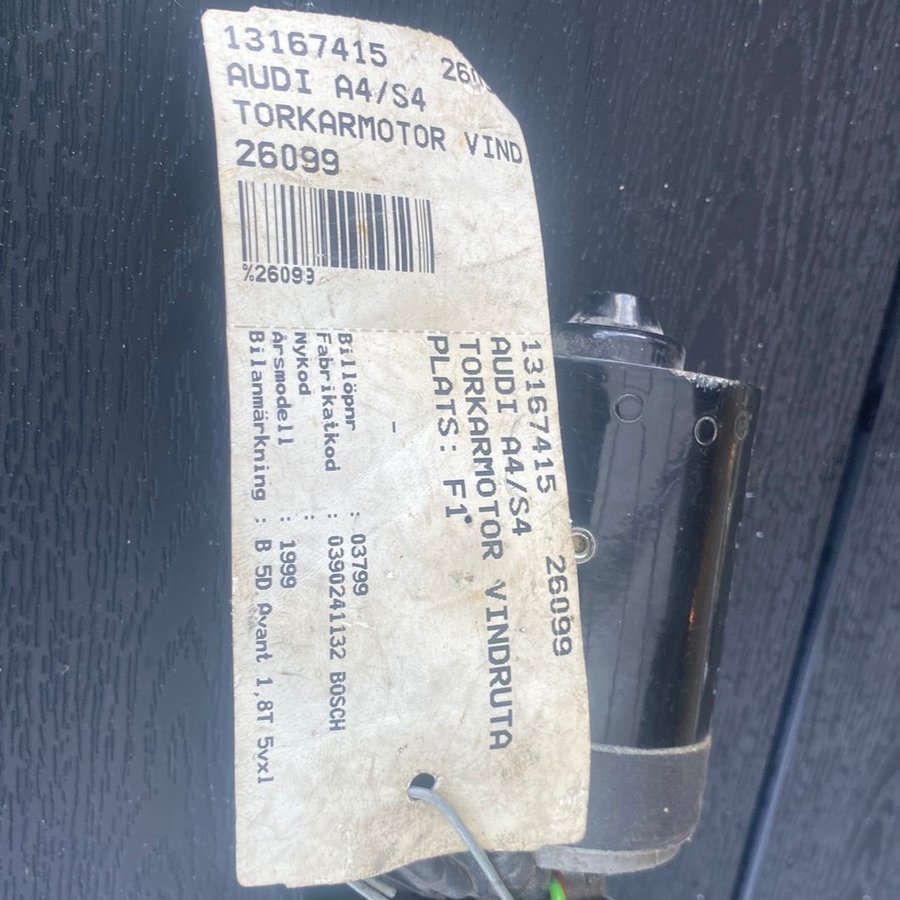 13167415 260
AUDI A4/S4
TORKARMOTOR VIND
26099
%26099
13167415 26099
AUDI A4/S4
TORKARMOTOR VINDRUTA
PLATS: F1
-
Billöpnr : 03799
Fabrikatkod : 0390241132 BOSCH
Nykod :
Årsmodell : 1999
Bilanmärkning : B 5D Avant 1,8T 5vxl